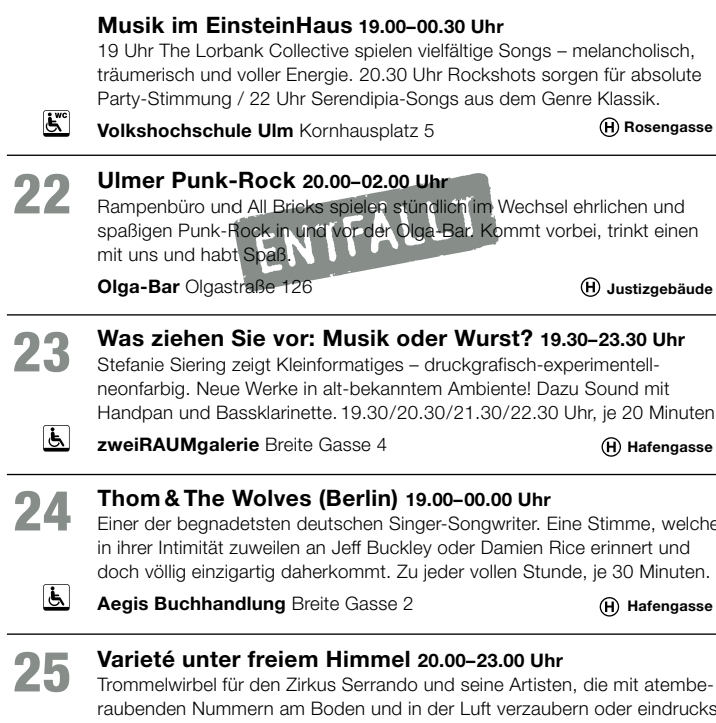 Musik im EinsteinHaus 19.00–00.30 Uhr
19 Uhr The Lorbank Collective spielen vielfältige Songs – melancholisch,
träumerisch und voller Energie. 20.30 Uhr Rockshots sorgen für absolute
Party-Stimmung / 22 Uhr Serendipia-Songs aus dem Genre Klassik.
WC
Volkshochschule Ulm Kornhausplatz 5 H Rosengasse
22 Ulmer Punk-Rock 20.00–02.00 Uhr
Rampenbüro und All Bricks spielen stündlich im Wechsel ehrlichen und
spaßigen Punk-Rock in und vor der Olga-Bar. Kommt vorbei, trinkt einen
mit uns und habt Spaß.
ENTFÄLLT
Olga-Bar Olgastraße 126 H Justizgebäude
23 Was ziehen Sie vor: Musik oder Wurst? 19.30–23.30 Uhr
Stefanie Siering zeigt Kleinformatiges – druckgrafisch-experimentell-
neonfarbig. Neue Werke in alt-bekanntem Ambiente! Dazu Sound mit
Handpan und Bassklarinette. 19.30/20.30/21.30/22.30 Uhr, je 20 Minuten
zweiRAUMgalerie Breite Gasse 4 H Hafengasse
24 Thom & The Wolves (Berlin) 19.00–00.00 Uhr
Einer der begnadetsten deutschen Singer-Songwriter. Eine Stimme, welche
in ihrer Intimität zuweilen an Jeff Buckley oder Damien Rice erinnert und
doch völlig einzigartig daherkommt. Zu jeder vollen Stunde, je 30 Minuten.
Aegis Buchhandlung Breite Gasse 2 H Hafengasse
25 Varieté unter freiem Himmel 20.00–23.00 Uhr
Trommelwirbel für den Zirkus Serrando und seine Artisten, die mit atembe-
raubenden Nummern am Boden und in der Luft verzaubern oder eindrucks